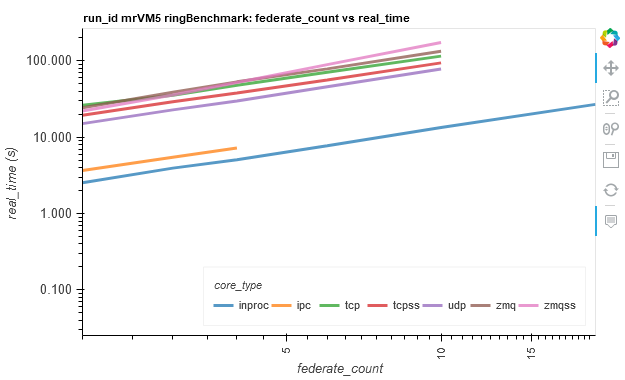 run_id mrVM5 ringBenchmark: federate_count vs real_time
100.000
10.000
1.000
0.100
real_time (s)
core_type
inproc ipc tcp tcpss udp zmq zmqss
5 10 15
federate_count